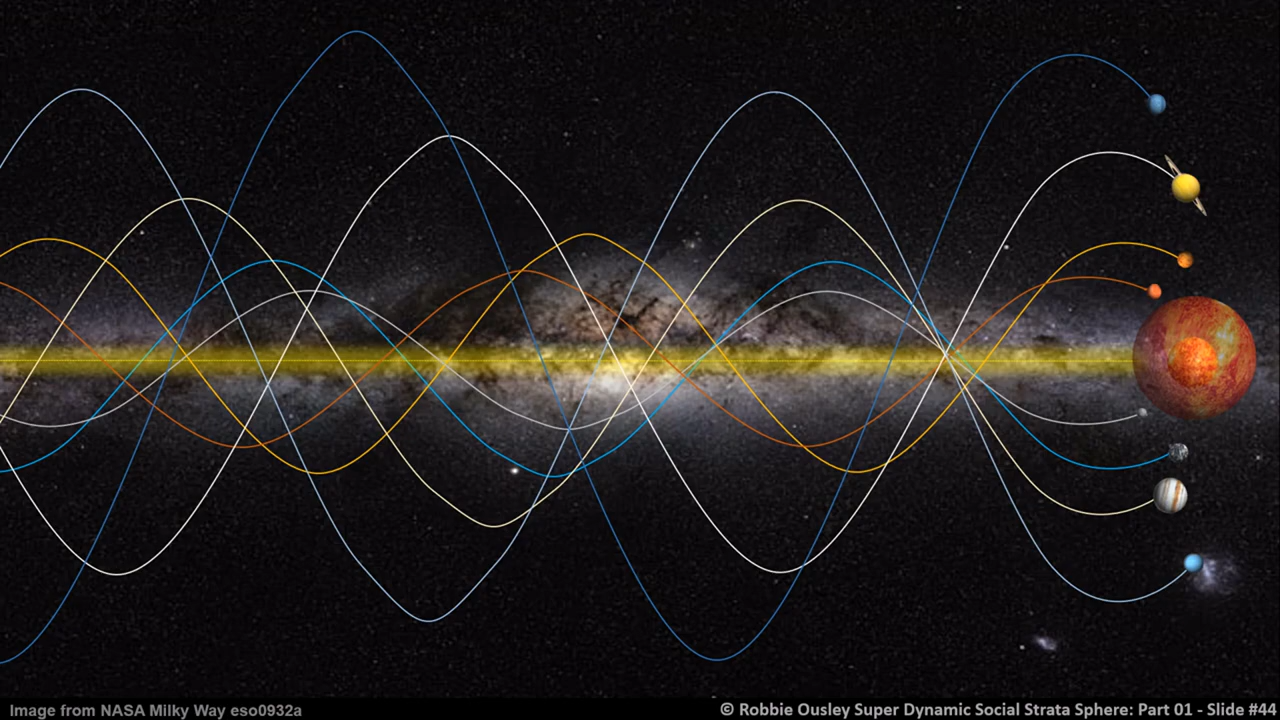 Image from NASA Milky Way eso0932a
© Robbie Ousley Super Dynamic Social Strata Sphere: Part 01 - Slide #44